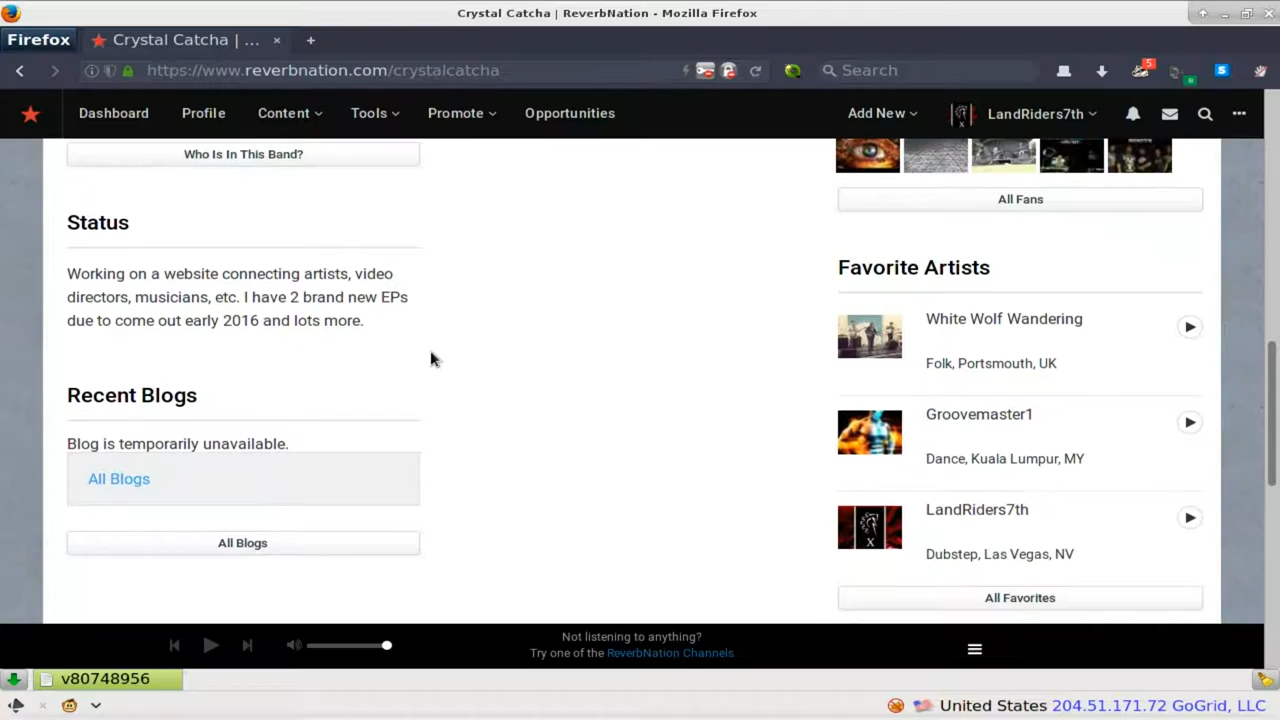 Crystal Catcha | ReverbNation - Mozilla Firefox
Firefox
Crystal Catcha | ...
https://www.reverbnation.com/crystalcatcha
Search
5
Dashboard
Profile
Content
Tools
Promote
Opportunities
Add New
LandRiders7th
Who Is In This Band?
Status
Working on a website connecting artists, video
directors, musicians, etc. I have 2 brand new EPs
due to come out early 2016 and lots more.
Recent Blogs
Blog is temporarily unavailable.
All Blogs
All Blogs
All Fans
Favorite Artists
White Wolf Wandering
Folk, Portsmouth, UK
Groovemaster1
Dance, Kuala Lumpur, MY
LandRiders7th
Dubstep, Las Vegas, NV
All Favorites
Not listening to anything?
Try one of the ReverbNation Channels
v80748956
United States 204.51.171.72 GoGrid, LLC